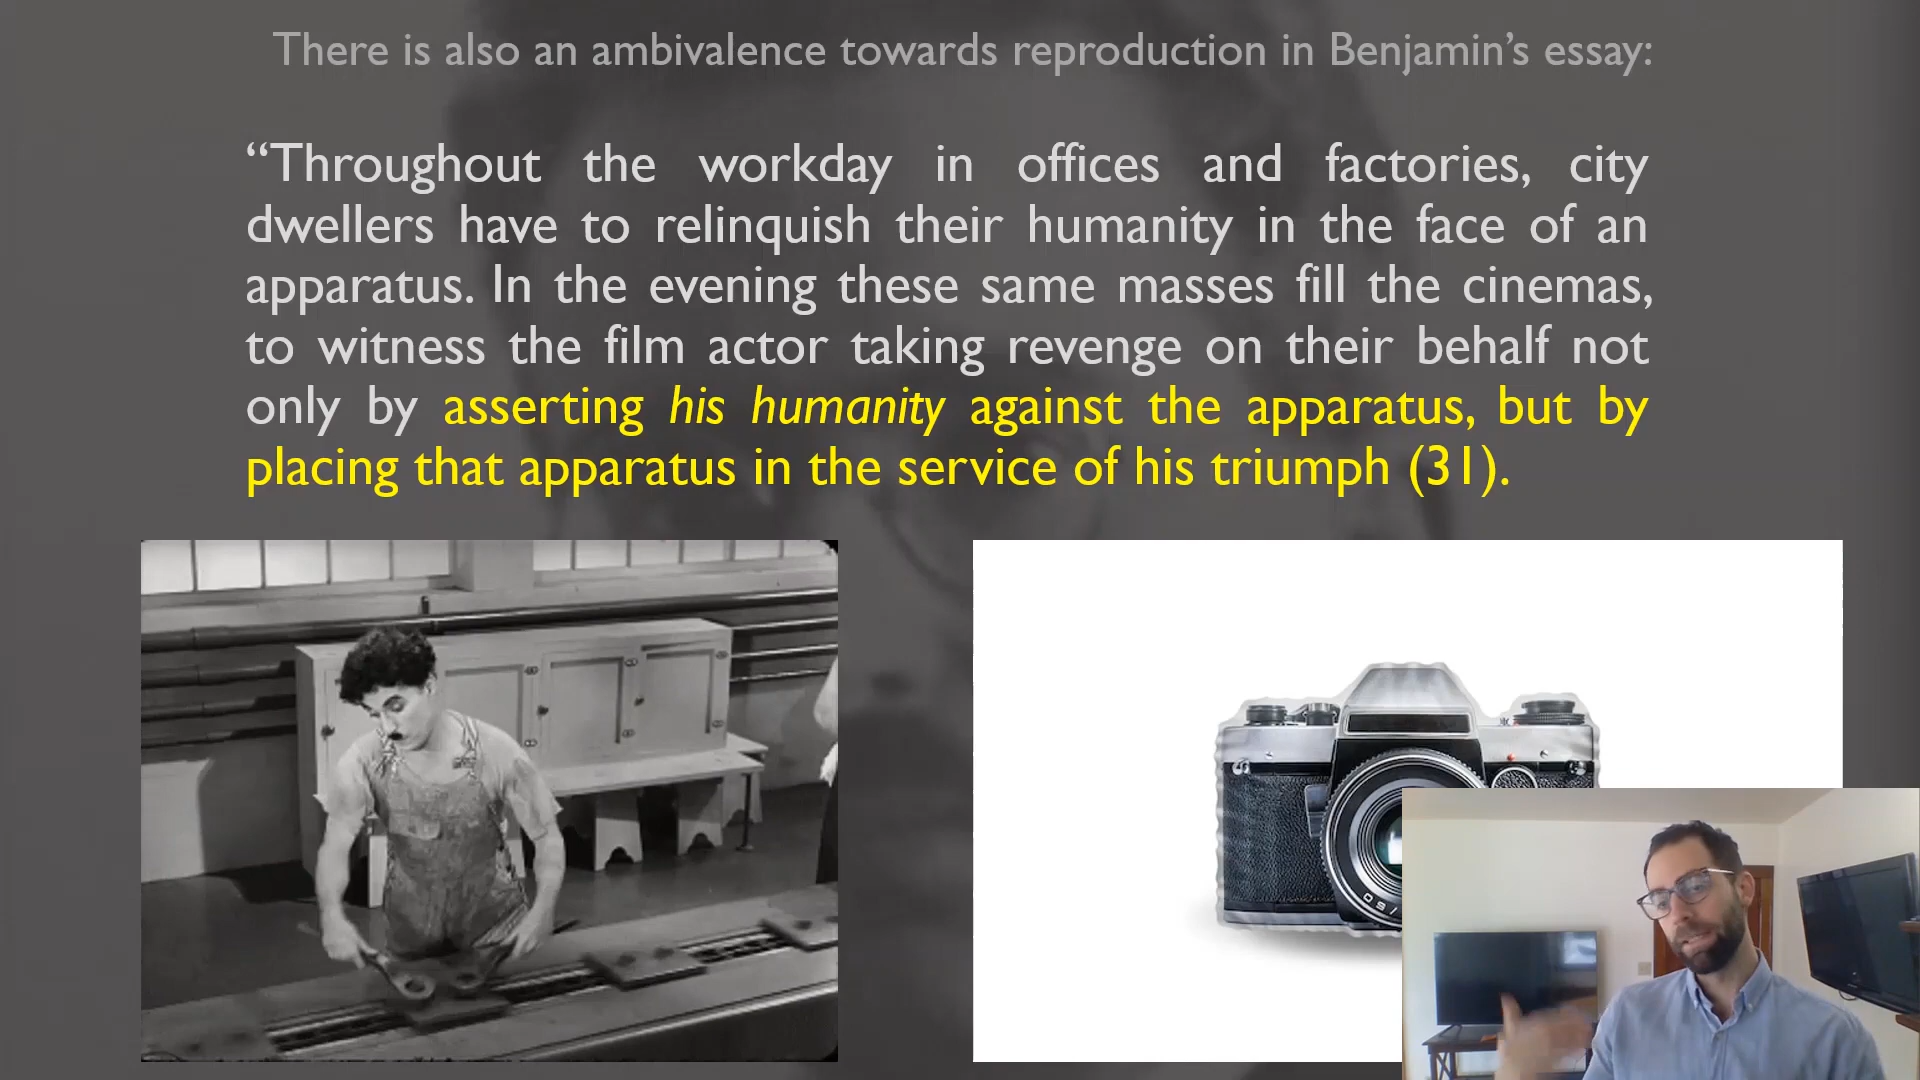 There is also an ambivalence towards reproduction in Benjamin’s essay:
“Throughout the workday in offices and factories, city
dwellers have to relinquish their humanity in the face of an
apparatus. In the evening these same masses fill the cinemas,
to witness the film actor taking revenge on their behalf not
only by asserting his humanity against the apparatus, but by
placing that apparatus in the service of his triumph (31).